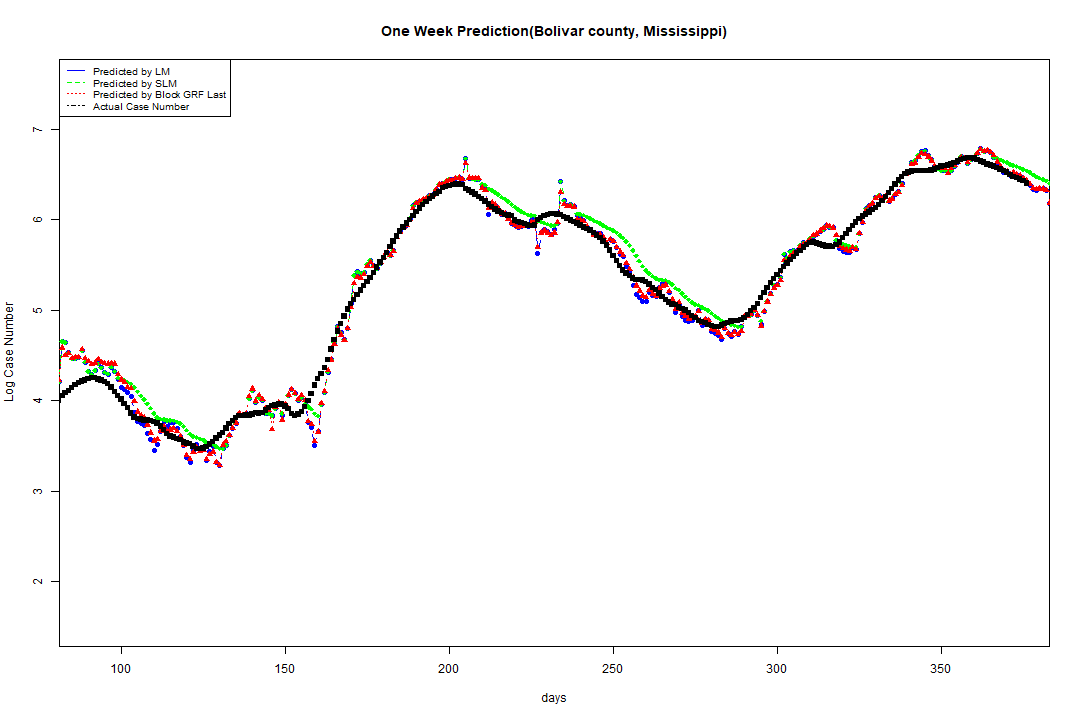 One Week Prediction(Bolivar county, Mississippi)
Predicted by LM
Predicted by SLM
Predicted by Block GRF Last
Actual Case Number
7
6
5
4
3
2
Log Case Number
100 150 200 250 300 350
days